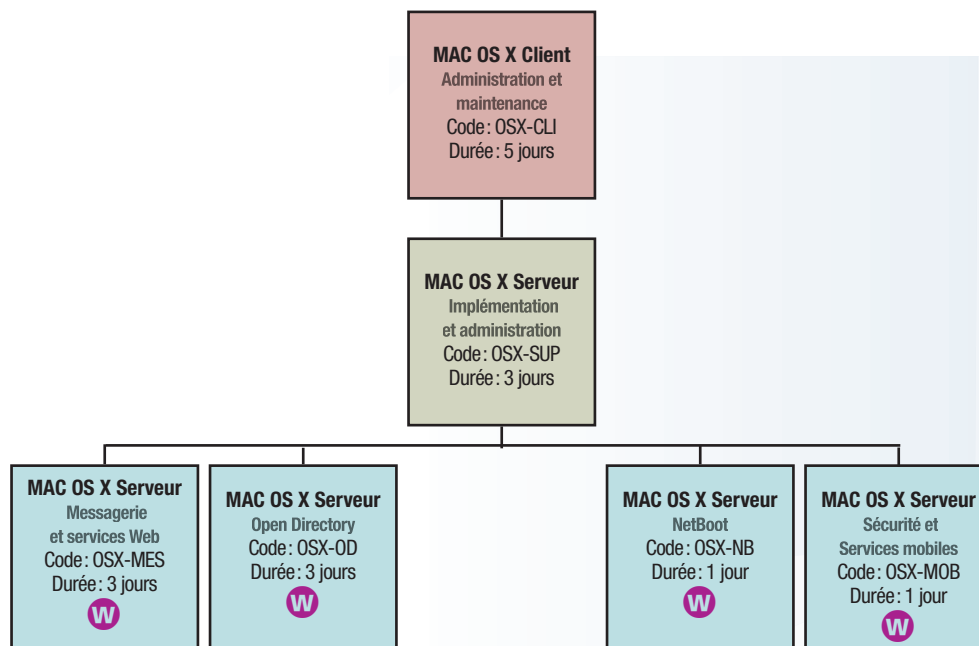 MAC OS X Client
Administration et
maintenance
Code : OSX-CLI
Durée : 5 jours
MAC OS X Serveur
Implémentation
et administration
Code : OSX-SUP
Durée : 3 jours
MAC OS X Serveur
Messagerie
et services Web
Code : OSX-MES
Durée : 3 jours
W
MAC OS X Serveur
Open Directory
Code : OSX-OD
Durée : 3 jours
W
MAC OS X Serveur
NetBoot
Code : OSX-NB
Durée : 1 jour
W
MAC OS X Serveur
Sécurité et
Services mobiles
Code : OSX-MOB
Durée : 1 jour
W